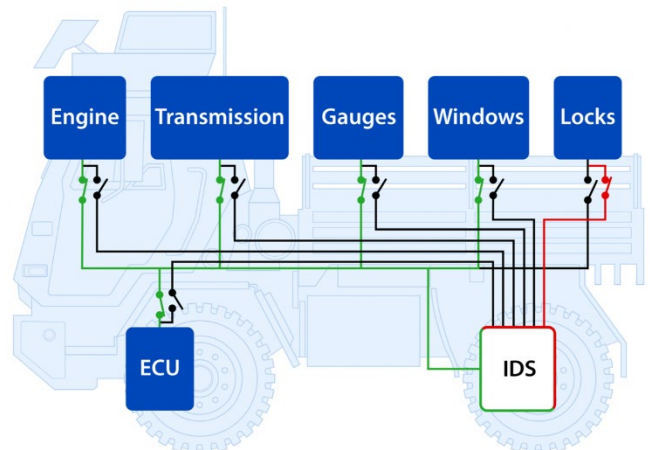 Engine
Transmission
Gauges
Windows
Locks
ECU
IDS